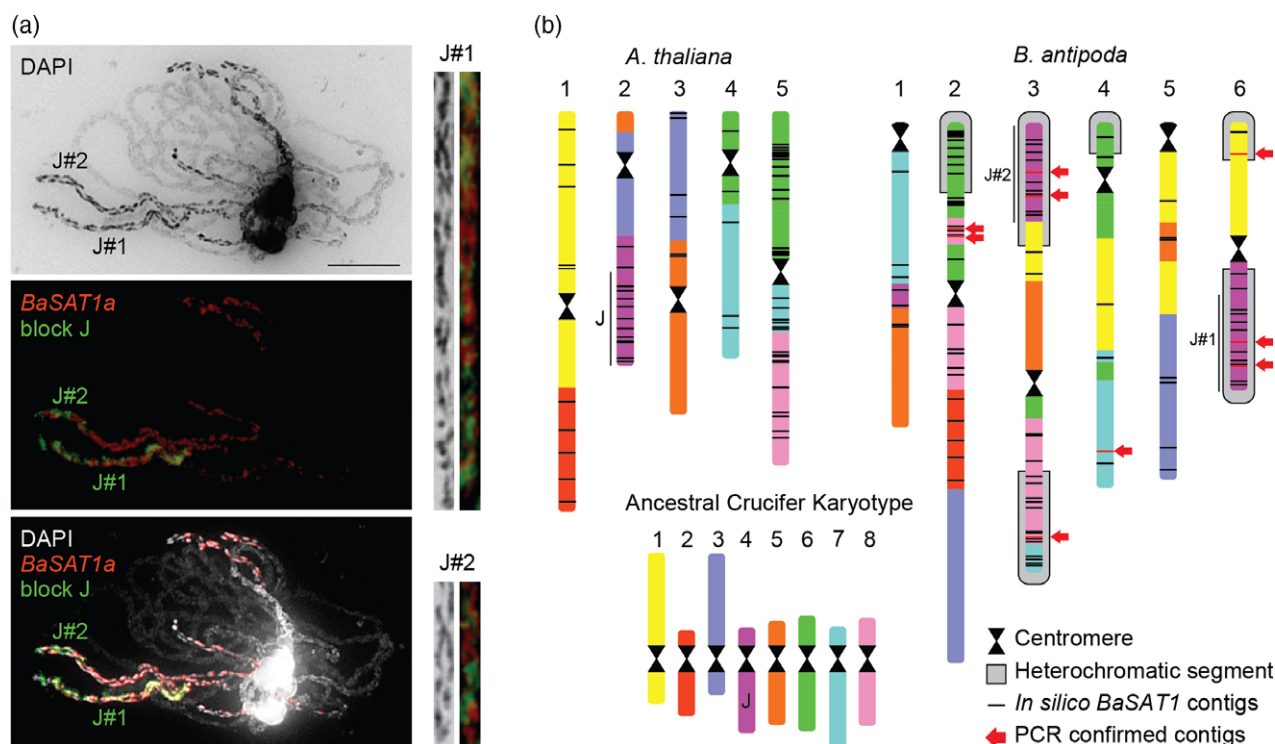 (a)
DAPI
J#2
J#1
BaSAT1a
block J
J#2
J#1
DAPI
BaSAT1a
block J
J#2
J#1
J#1
J#2
(b)
A. thaliana
1 2 3 4 5
J
B. antipoda
1 2 3 4 5 6
J#2
J#1
Ancestral Crucifer Karyotype
1 2 3 4 5 6 7 8
J
Centromere
Heterochromatic segment
In silico BaSAT1 contigs
PCR confirmed contigs